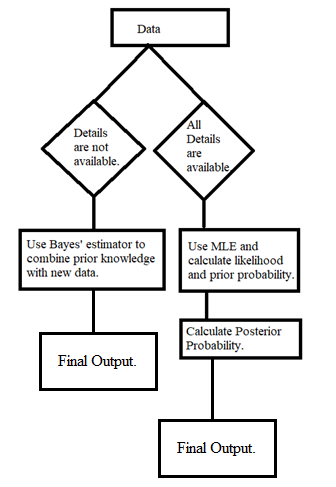 Data
Details
are not
available.
All
Details
are
available.
Use Bayes' estimator to
combine prior knowledge
with new data.
Use MLE and
calculate likelihood
and prior probability.
Calculate Posterior
Probability.
Final Output.
Final Output.